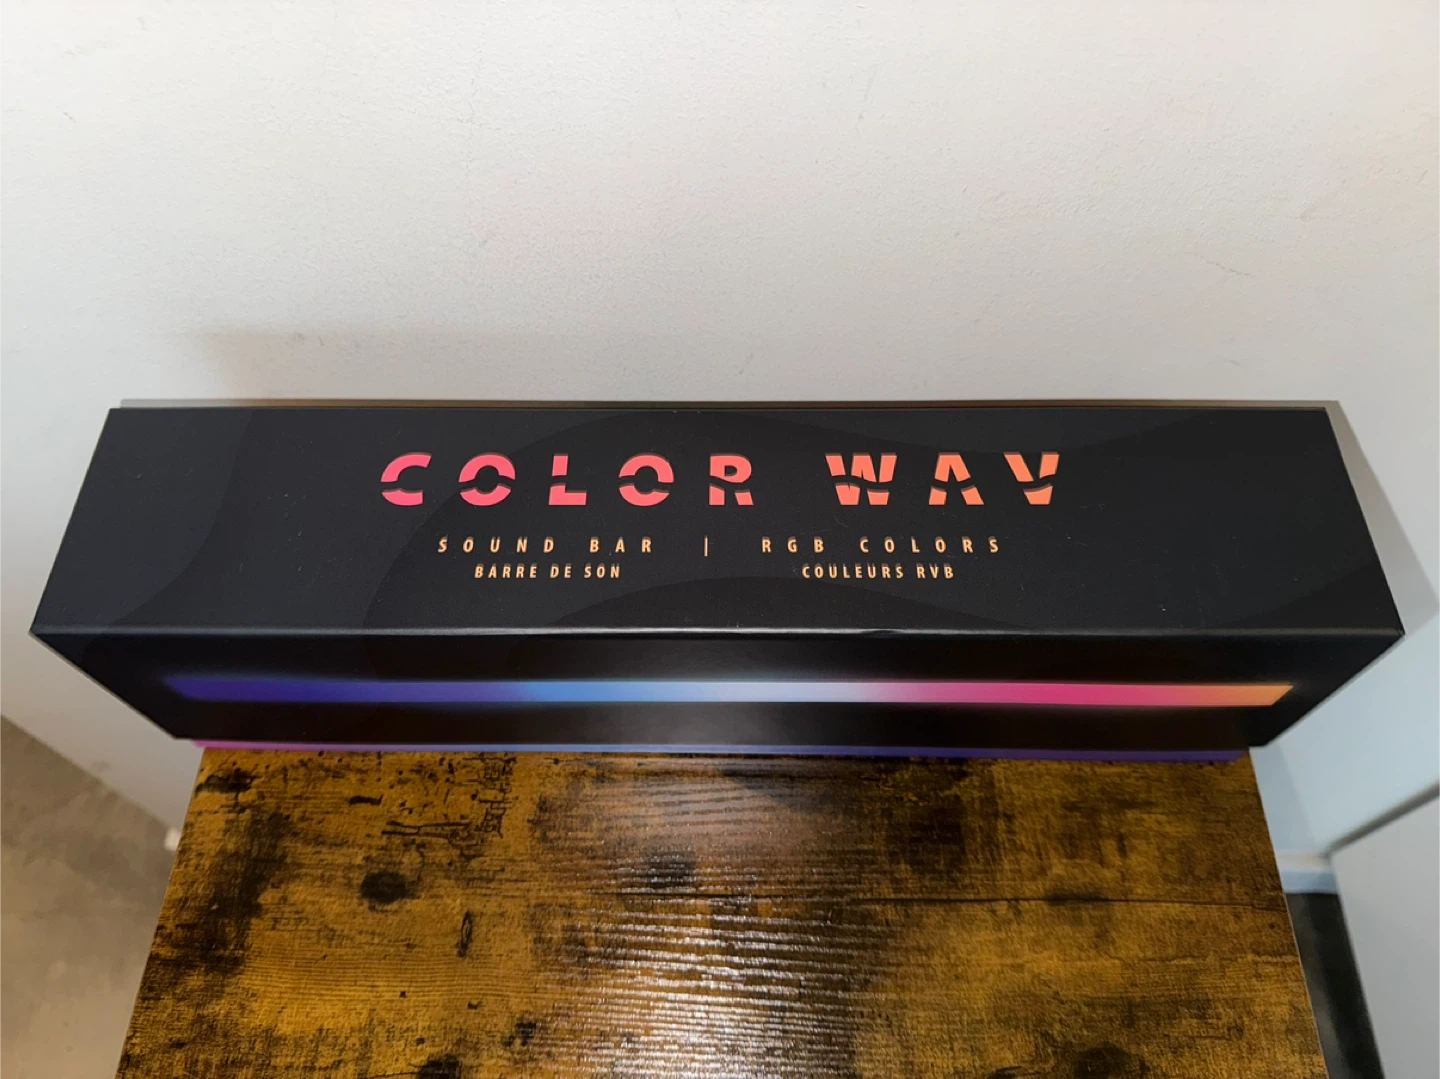 COLOR WAV
SOUND BAR | RGB COLORS
BARRE DE SON COULEURS RVB